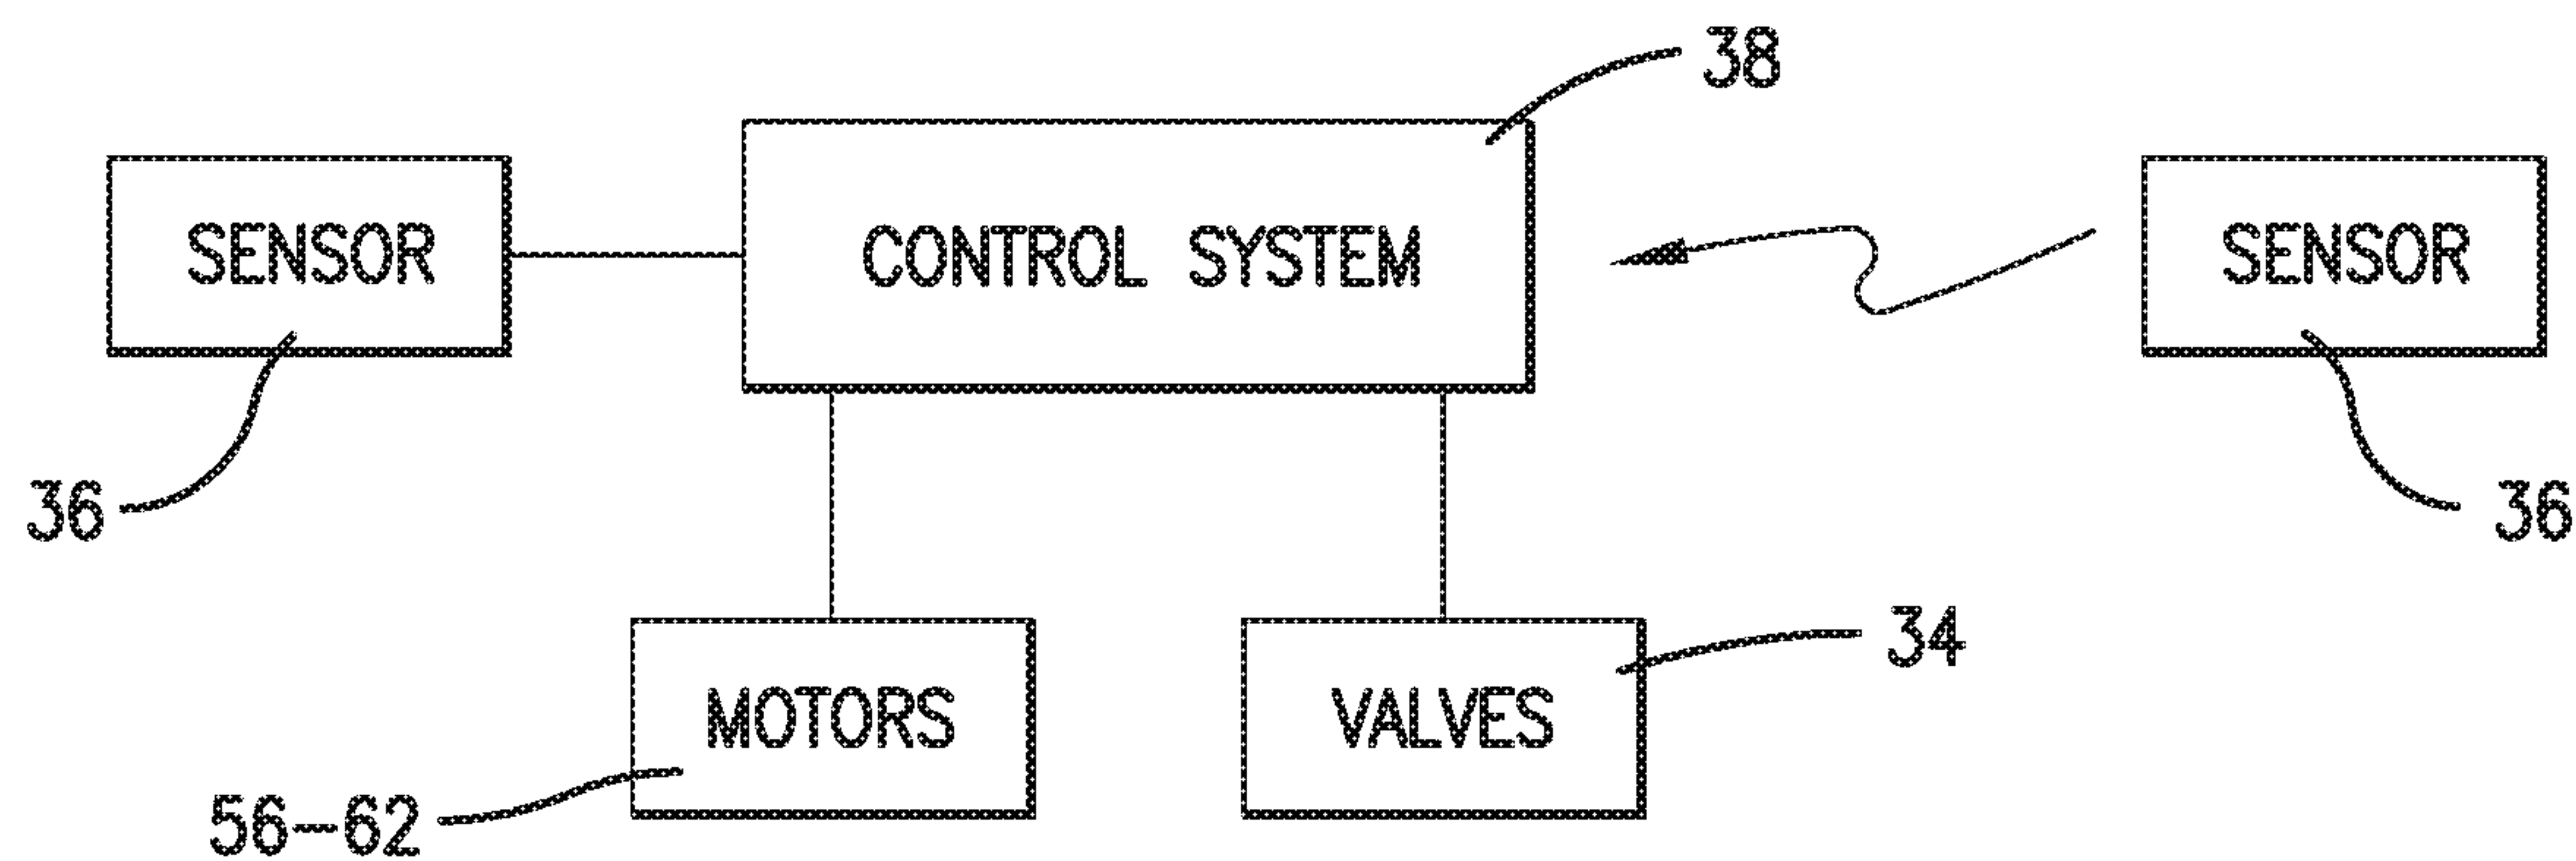 38
SENSOR
CONTROL SYSTEM
SENSOR
36
36
34
MOTORS
VALVES
56-62